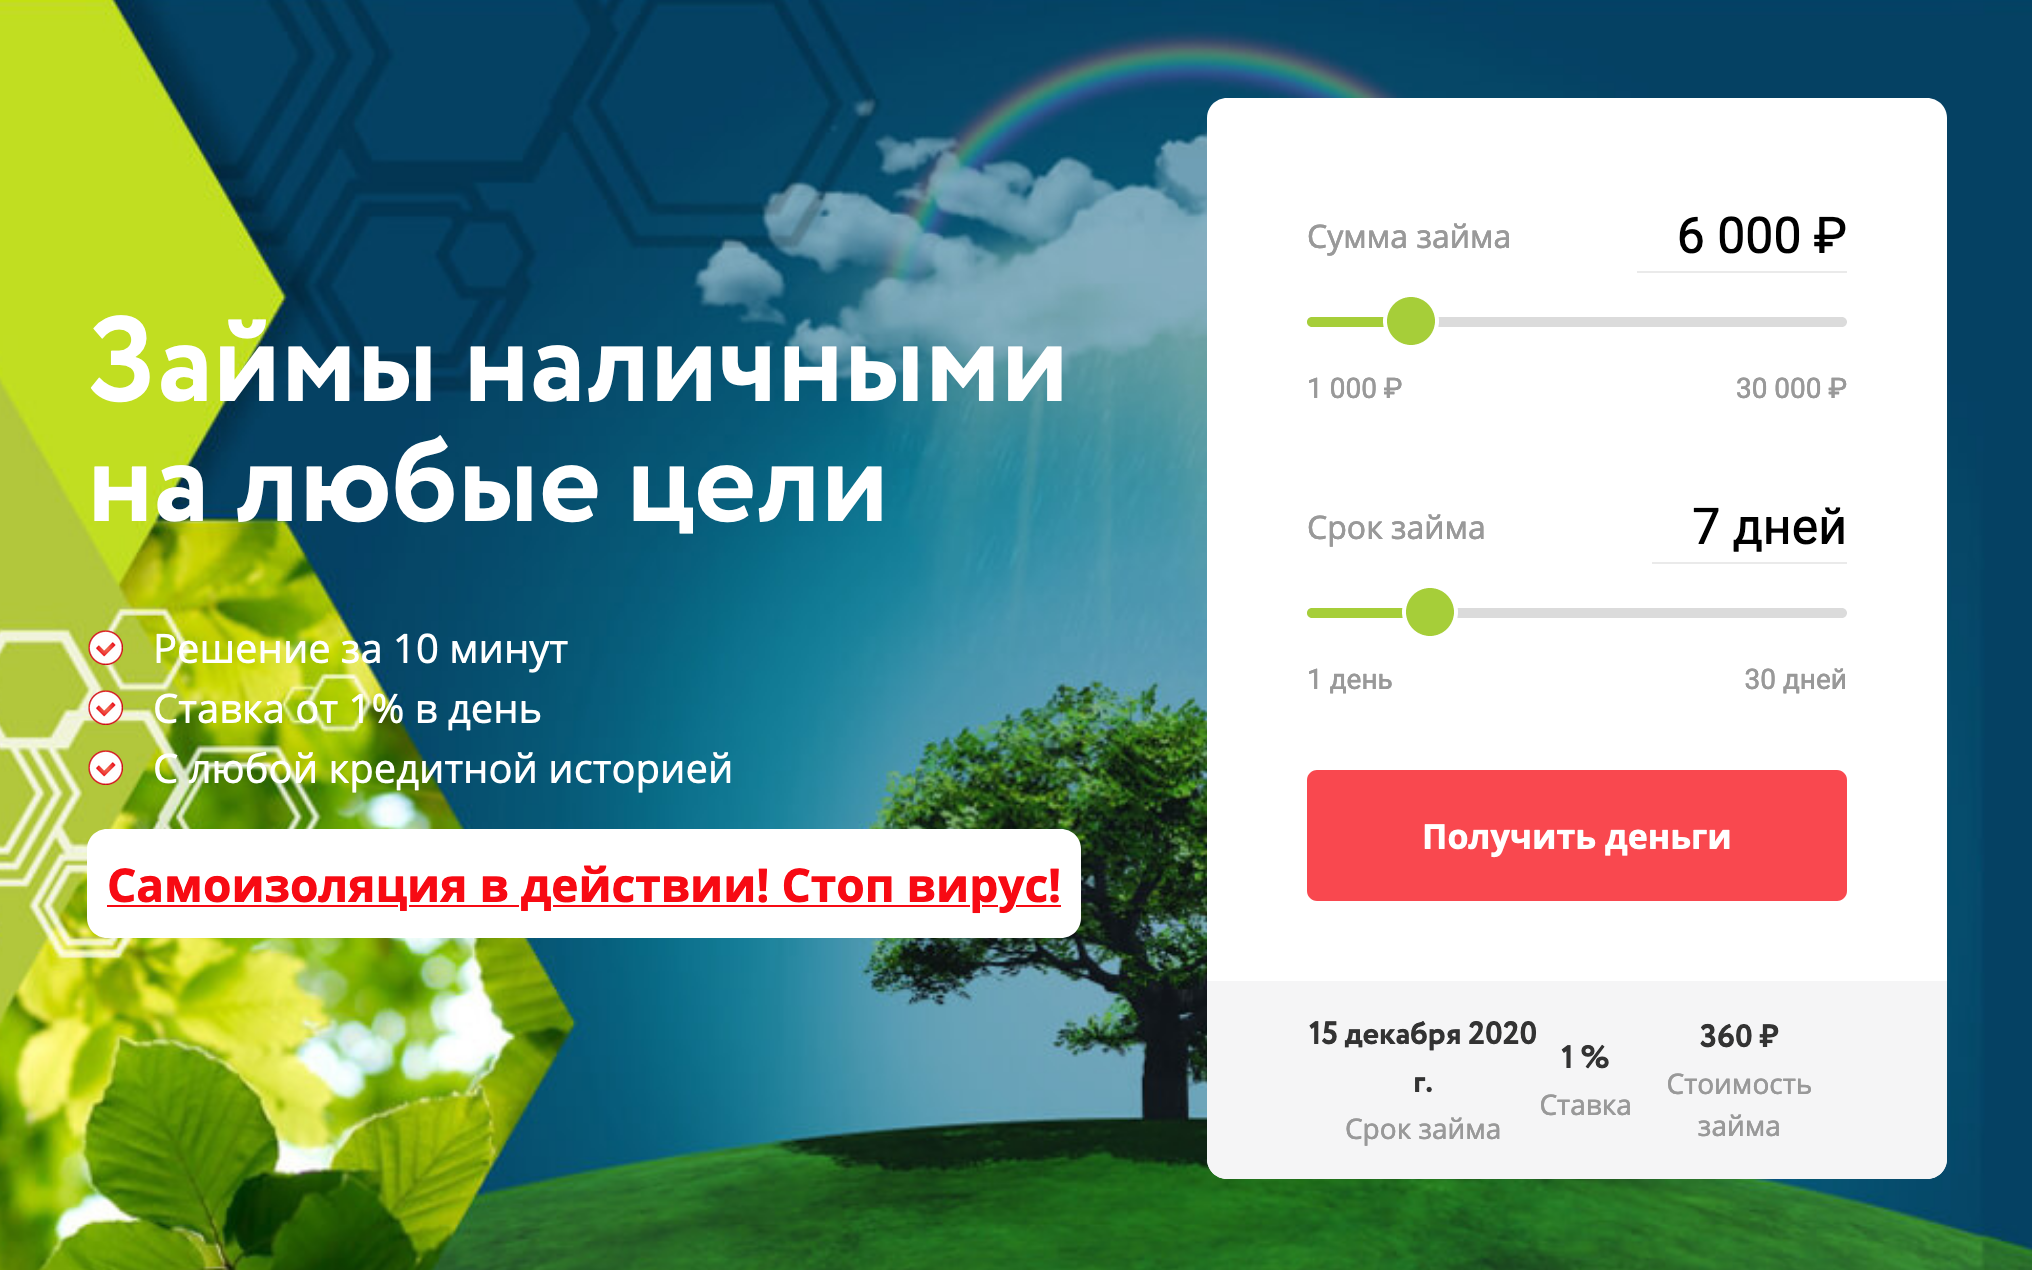 Займы наличными
на любые цели
Решение за 10 минут
Ставка от 1% в день
С любой кредитной историей
Самоизоляция в действии! Стоп вирус!
Сумма займа
6 000 ₽
1 000 ₽
30 000 ₽
Срок займа
7 дней
1 день
30 дней
Получить деньги
15 декабря 2020
г.
Срок займа
1 %
Ставка
360 ₽
Стоимость
займа